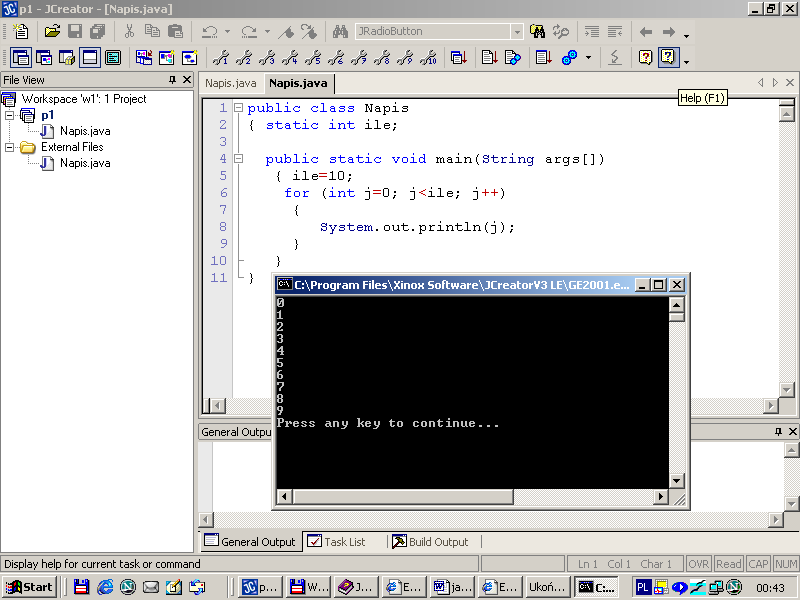 p1 - JCreator - [Napis.java]
JRadioButton
File View
Workspace 'w1': 1 Project
p1
Napis.java
External Files
Napis.java
Napis.java
Napis.java
Help (F1)
1 public class Napis
2 { static int ile;
3
4 public static void main(String args[])
5 { ile=10;
6 for (int j=0; j<ile; j++)
7 {
8 System.out.println(j);
9 }
10 }
11 }
C:\Program Files\Xinox Software\JCreatorV3 LE\GE2001.e...
0
1
2
3
4
5
6
7
8
9
Press any key to continue...
General Outpu
General Output
Task List
Build Output
Display help for current task or command
Ln 1 Col 1 Char 1
OVR Read CAP NUM
Start
p...
W...
J...
E...
ja...
E...
Ukoń...
C:...
PL
00:43